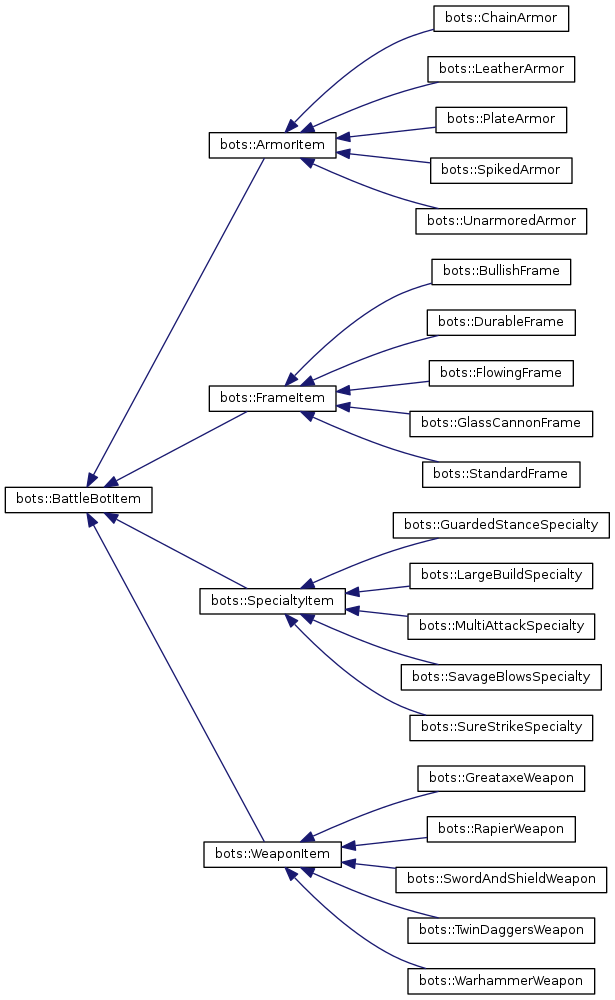 bots::ChainArmor
bots::LeatherArmor
bots::PlateArmor
bots::ArmorItem
bots::SpikedArmor
bots::UnarmoredArmor
bots::BullishFrame
bots::DurableFrame
bots::FlowingFrame
bots::FrameItem
bots::GlassCannonFrame
bots::StandardFrame
bots::BattleBotItem
bots::GuardedStanceSpecialty
bots::LargeBuildSpecialty
bots::SpecialtyItem
bots::MultiAttackSpecialty
bots::SavageBlowsSpecialty
bots::SureStrikeSpecialty
bots::GreataxeWeapon
bots::RapierWeapon
bots::WeaponItem
bots::SwordAndShieldWeapon
bots::TwinDaggersWeapon
bots::WarhammerWeapon